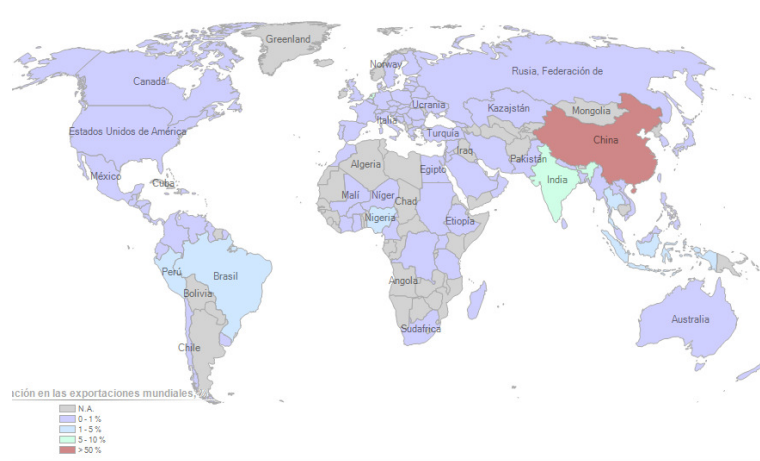 Greenland
Norway
Canadá
Rusia, Federación de
Ucrania
Kazajstán
Mongolia
Italia
Estados Unidos de América
Turquía
China
Iraq
Pakistán
Algeria
Egipto
México
Cuba
India
Malí
Níger
Chad
Nigeria
Etiopía
Perú
Brasil
Angola
Bolivia
Australia
Sudafrica
Chile
ación en las exportaciones mundiales, %
N.A.
0 - 1 %
1 - 5 %
5 - 10 %
> 50 %